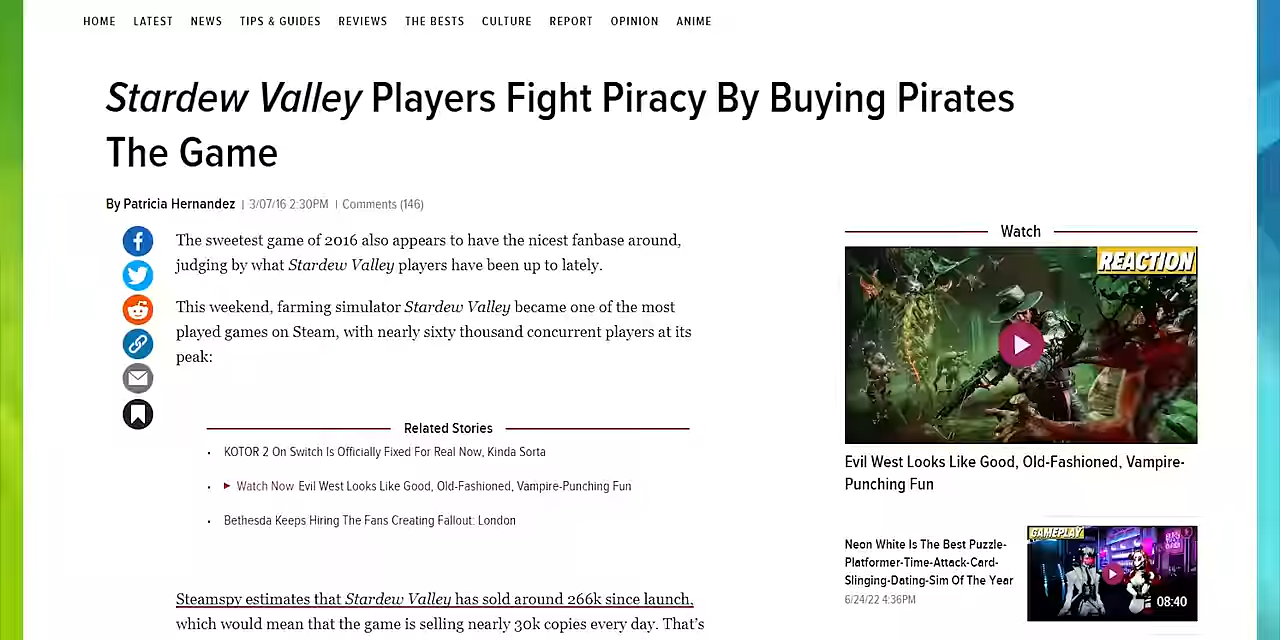 HOME LATEST NEWS TIPS & GUIDES REVIEWS THE BESTS CULTURE REPORT OPINION ANIME
Stardew Valley Players Fight Piracy By Buying Pirates
The Game
By Patricia Hernandez | 3/07/16 2:30PM | Comments (146)
The sweetest game of 2016 also appears to have the nicest fanbase around,
judging by what Stardew Valley players have been up to lately.
This weekend, farming simulator Stardew Valley became one of the most
played games on Steam, with nearly sixty thousand concurrent players at its
peak:
Related Stories
• KOTOR 2 On Switch Is Officially Fixed For Real Now, Kinda Sorta
• Watch Now Evil West Looks Like Good, Old-Fashioned, Vampire-Punching Fun
• Bethesda Keeps Hiring The Fans Creating Fallout: London
Steamspy estimates that Stardew Valley has sold around 266k since launch,
which would mean that the game is selling nearly 30k copies every day. That's
Watch
REACTION
Evil West Looks Like Good, Old-Fashioned, Vampire-
Punching Fun
Neon White Is The Best Puzzle-
Platformer-Time-Attack-Card-
Slinging-Dating-Sim Of The Year
6/24/22 4:36PM
GAMEPLAY
08:40